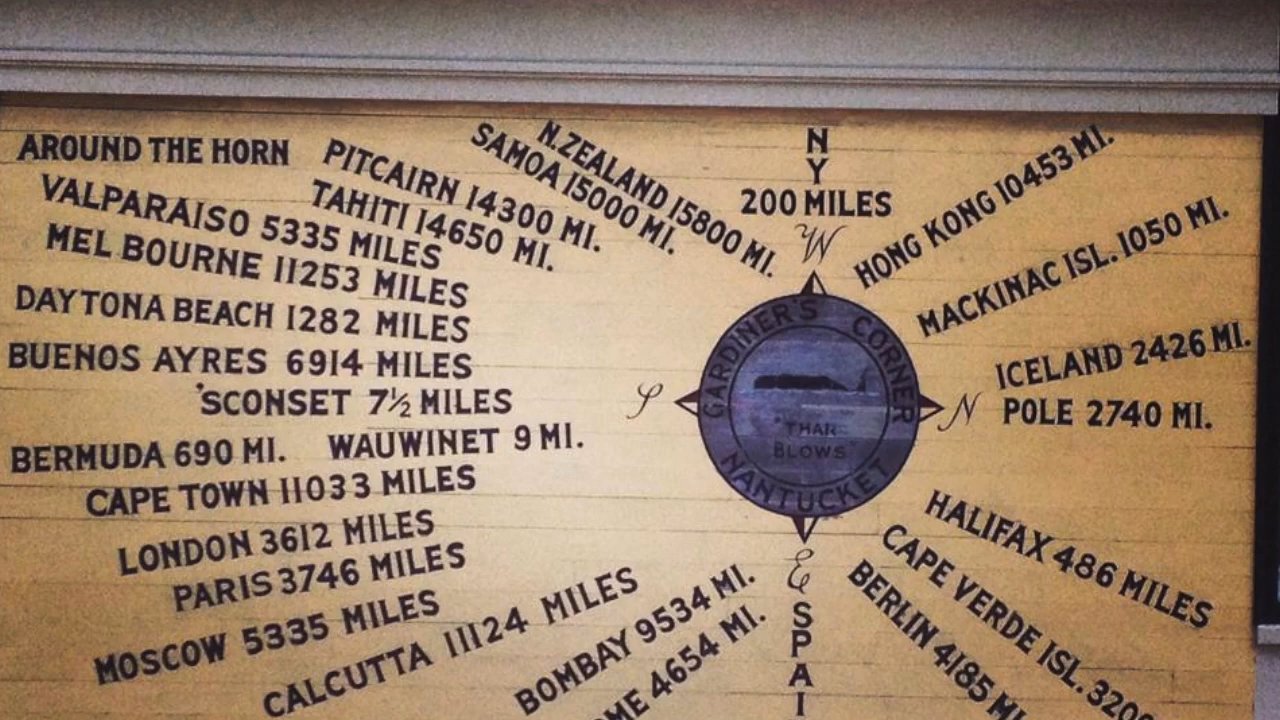 AROUND THE HORN
VALPARAISO 5335 MILES
MEL BOURNE 11253 MILES
DAYTONA BEACH 1282 MILES
BUENOS AYRES 6914 MILES
'SCONSET 7½ MILES
BERMUDA 690 MI.
WAUWINET 9 MI.
CAPE TOWN 11033 MILES
LONDON 3612 MILES
PARIS 3746 MILES
MOSCOW 5335 MILES
CALCUTTA 11124 MILES
BOMBAY 9534 MI.
4654 MI.
PITCAIRN 14300 MI.
TAHITI 14650 MI.
SAMOA 15000 MI.
N. ZEALAND 15800 MI.
N
Y
200 MILES
W
S
GARDINER'S CORNER
"THAR
BLOWS"
NANTUCKET
N
E
S
P
A
I
HONG KONG 10453 MI.
MACKINAC ISL. 1050 MI.
ICELAND 2426 MI.
POLE 2740 MI.
HALIFAX 486 MILES
CAPE VERDE ISL.
BERLIN 4185 MI